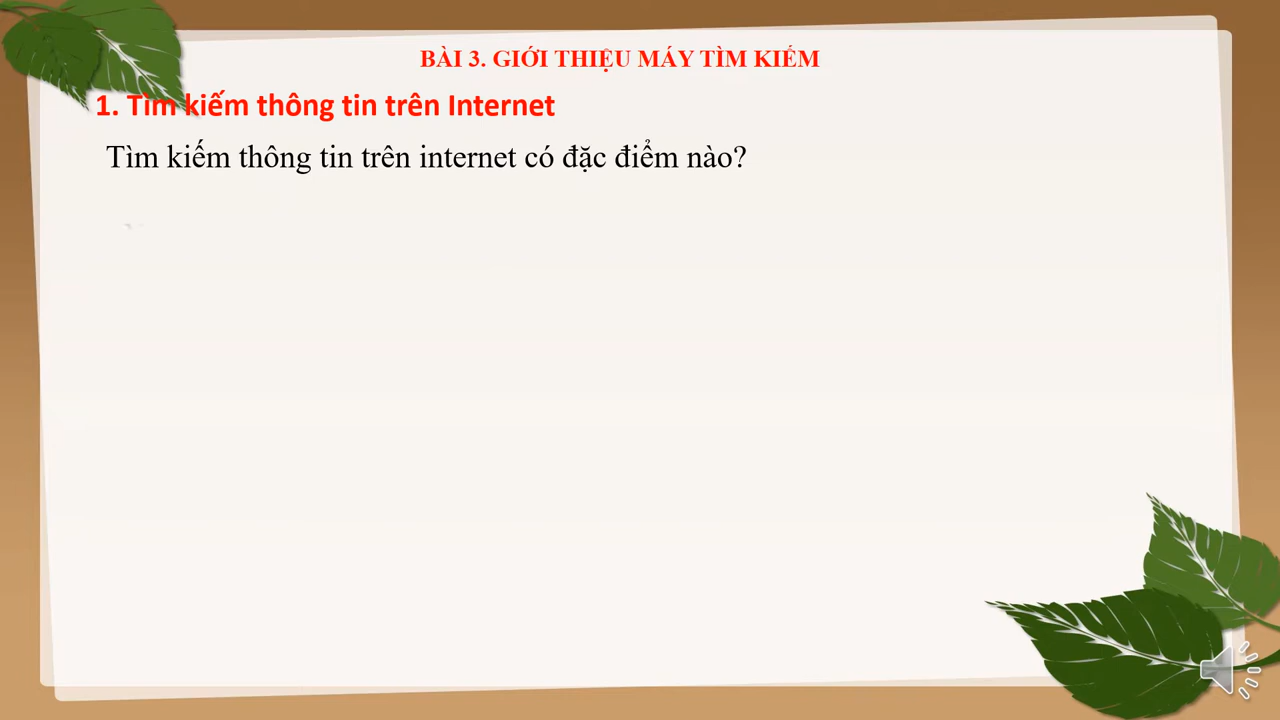 BÀI 3. GIỚI THIỆU MÁY TÌM KIẾM
1. Tìm kiếm thông tin trên Internet
Tìm kiếm thông tin trên internet có đặc điểm nào?